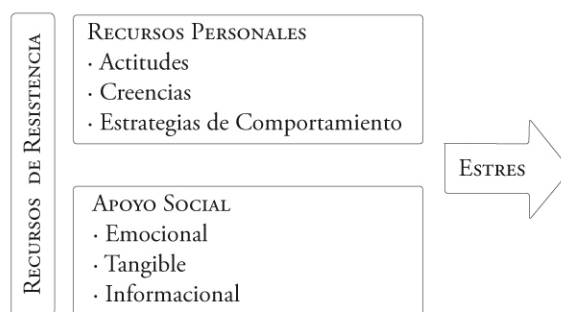 Recursos de Resistencia
Recursos Personales
· Actitudes
· Creencias
· Estrategias de Comportamiento
Estres
Apoyo Social
· Emocional
· Tangible
· Informacional